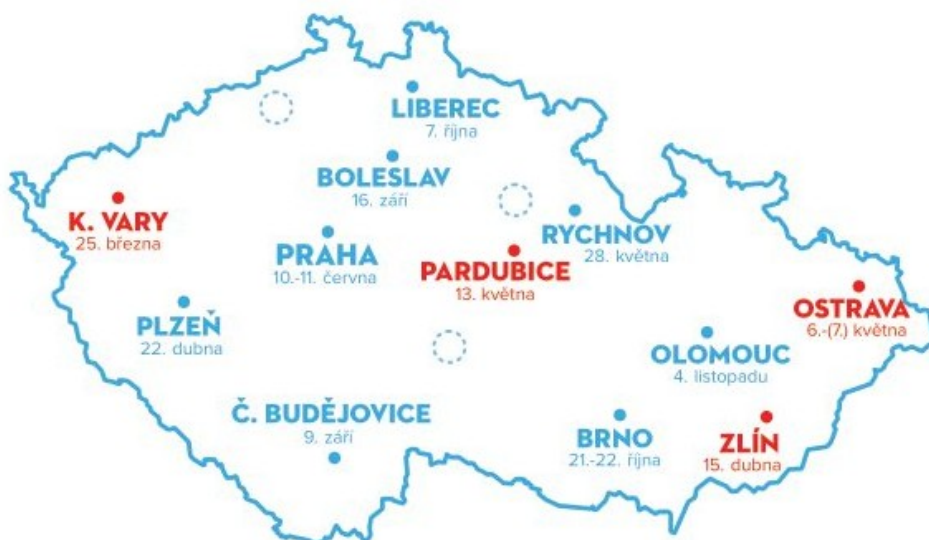 LIBEREC
7. října
BOLESLAV
16. září
K. VARY
25. března
PRAHA
10.-11. června
RYCHNOV
28. května
PARDUBICE
13. května
OSTRAVA
6.-(7.) května
PLZEŇ
22. dubna
OLOMOUC
4. listopadu
Č. BUDĚJOVICE
9. září
BRNO
21.-22. října
ZLÍN
15. dubna